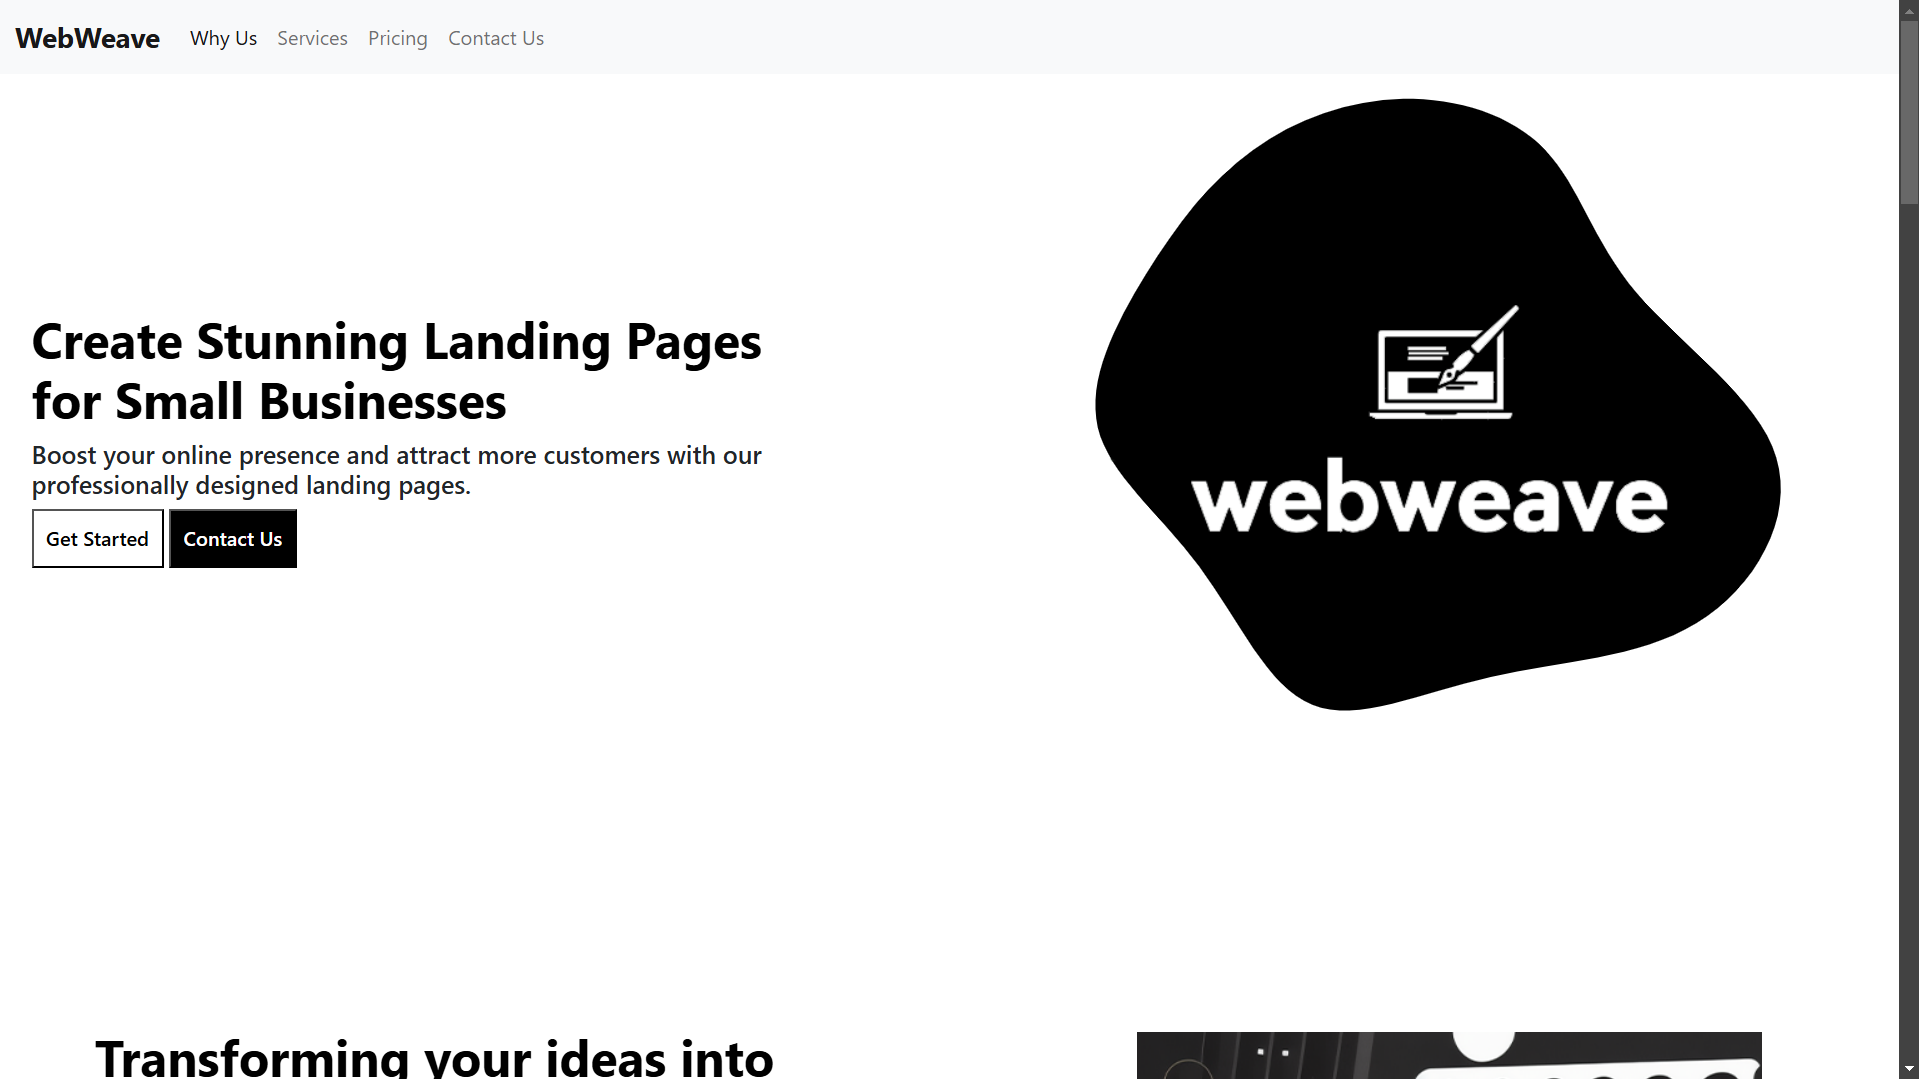 WebWeave Why Us Services Pricing Contact Us
Create Stunning Landing Pages
for Small Businesses
Boost your online presence and attract more customers with our
professionally designed landing pages.
Get Started Contact Us
webweave
Transforming your ideas into